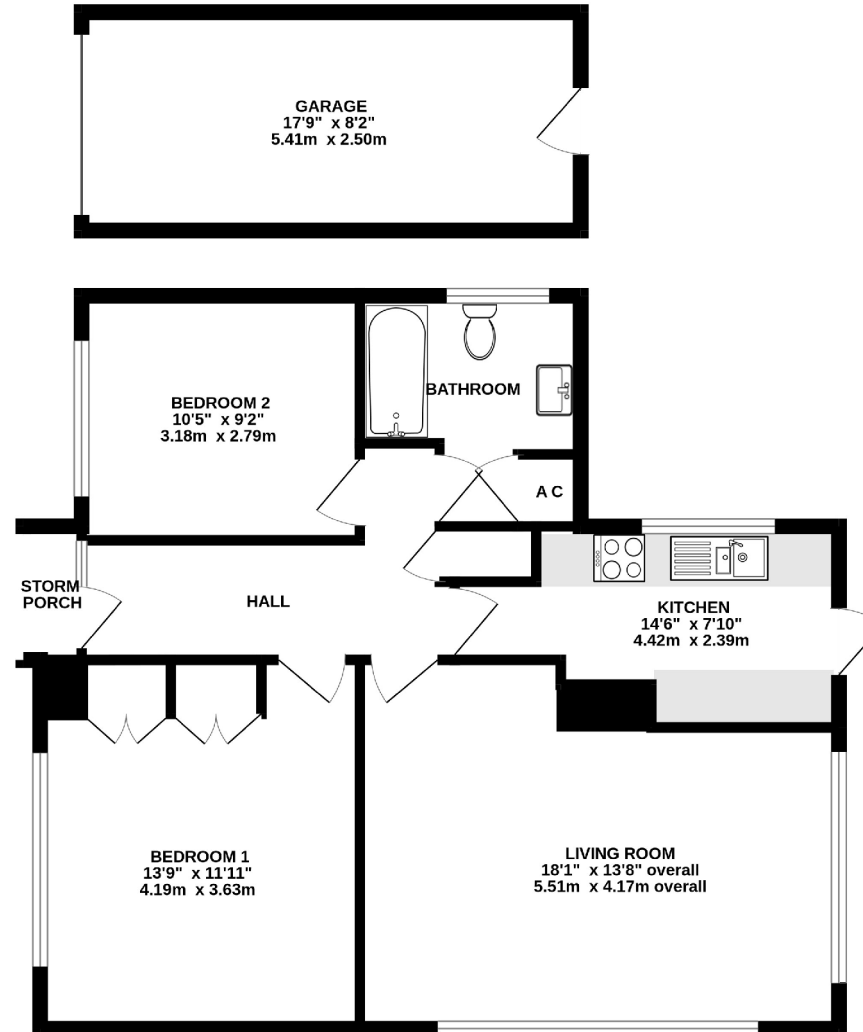 GARAGE
17'9" x 8'2"
5.41m x 2.50m
BEDROOM 2
10'5" x 9'2"
3.18m x 2.79m
BATHROOM
A C
STORM
PORCH
HALL
KITCHEN
14'6" x 7'10"
4.42m x 2.39m
BEDROOM 1
13'9" x 11'11"
4.19m x 3.63m
LIVING ROOM
18'1" x 13'8" overall
5.51m x 4.17m overall